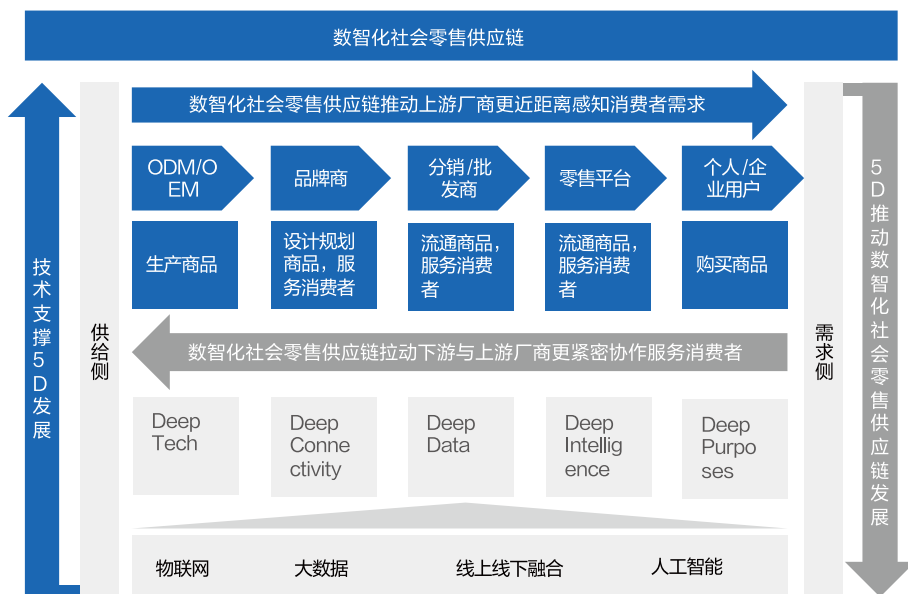 数智化社会零售供应链
数智化社会零售供应链推动上游厂商更近距离感知消费者需求
ODM/O
EM
品牌商
分销/批
发商
零售平台
个人/企
业用户
生产商品
设计规划
商品，服
务消费者
流通商品，
服务消费
者
流通商品，
服务消费
者
购买商品
数智化社会零售供应链拉动下游与上游厂商更紧密协作服务消费者
技术支撑5D发展
供给侧
需求侧
5D推动数智化社会零售供应链发展
Deep
Tech
Deep
Conne
ctivity
Deep
Data
Deep
Intellig
ence
Deep
Purpo
ses
物联网
大数据
线上线下融合
人工智能